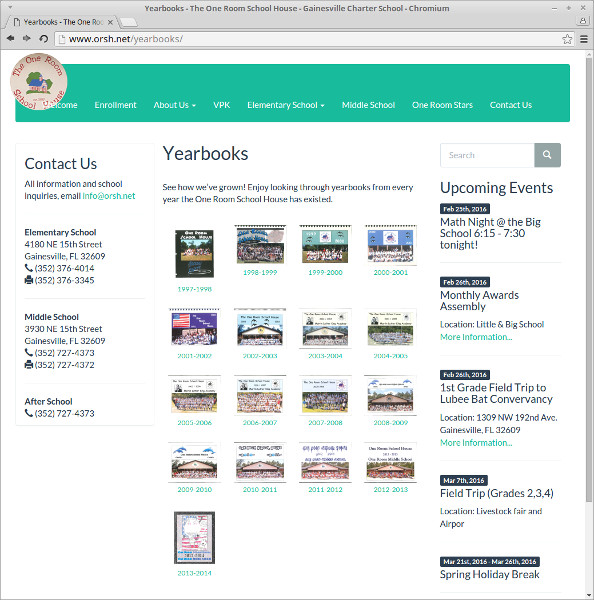 Yearbooks - The One Room School House - Gainesville Charter School - Chromium
Yearbooks - The One Roo
www.orsh.net/yearbooks/
The One Room
School House
ome
Enrollment
About Us
VPK
Elementary School
Middle School
One Room Stars
Contact Us
Contact Us
All information and school
inquiries, email info@orsh.net
Elementary School
4180 NE 15th Street
Gainesville, FL 32609
(352) 376-4014
(352) 376-3345
Middle School
3930 NE 15th Street
Gainesville, FL 32609
(352) 727-4373
(352) 727-4372
After School
(352) 727-4373
Yearbooks
See how we've grown! Enjoy looking through yearbooks from every
year the One Room School House has existed.
1997-1998
1998-1999
1999-2000
2000-2001
2001-2002
2002-2003
2003-2004
2004-2005
2005-2006
2006-2007
2007-2008
2008-2009
2009-2010
2010-2011
2011-2012
2012-2013
2013-2014
Search
Upcoming Events
Feb 25th, 2016
Math Night @ the Big
School 6:15 - 7:30
tonight!
Feb 26th, 2016
Monthly Awards
Assembly
Location: Little & Big School
More Information...
Feb 26th, 2016
1st Grade Field Trip to
Lubee Bat Convervancy
Location: 1309 NW 192nd Ave.
Gainesville, FL 32609
More Information...
Mar 7th, 2016
Field Trip (Grades 2,3,4)
Location: Livestock fair and
Airpor
Mar 21st, 2016 - Mar 26th, 2016
Spring Holiday Break